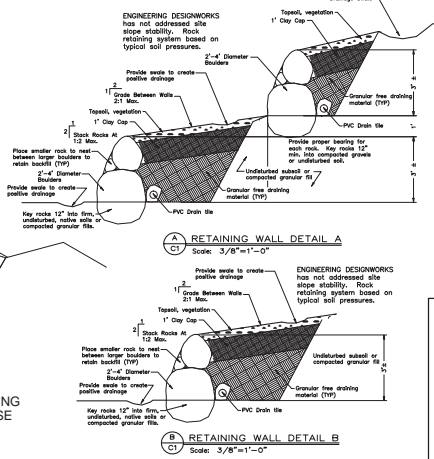 ENGINEERING DESIGNWORKS
has not addressed site
slope stability. Rock
retaining system based on
typical soil pressures.
Topsoil, vegetation
1' Clay Cap
2'-4' Diameter
Boulders
Provide swale to create
positive drainage
2
1
Grade Between Walls
2:1 Max.
Topsoil, vegetation
1' Clay Cap
1
2
Stack Rocks At
1:2 Max.
Place smaller rock to nest
between larger boulders to
retain backfill (TYP)
2'-4' Diameter
Boulders
Provide swale to create
positive drainage
Key rocks 12" into firm,
undisturbed, native soils or
compacted granular fills.
PVC Drain tile
Granular free draining
material (TYP)
Undisturbed subsoil or
compacted granular fill
Provide proper bearing for
each rock. Key rocks 12"
min. into compacted gravels
or undisturbed soil.
PVC Drain tile
Granular free draining
material (TYP)
3' ±
1'
3' ±
A
C1
RETAINING WALL DETAIL A
Scale: 3/8"=1'-0"
Provide swale to create
positive drainage
2
1
Grade Between Walls
2:1 Max.
Topsoil, vegetation
1' Clay Cap
1
2
Stack Rocks At
1:2 Max.
Place smaller rock to nest
between larger boulders to
retain backfill (TYP)
2'-4' Diameter
Boulders
Provide swale to create
positive drainage
Key rocks 12" into firm,
undisturbed, native soils or
compacted granular fills.
PVC Drain tile
Granular free draining
material (TYP)
Undisturbed subsoil or
compacted granular fill
3'±
ENGINEERING DESIGNWORKS
has not addressed site
slope stability. Rock
retaining system based on
typical soil pressures.
B
C1
RETAINING WALL DETAIL B
Scale: 3/8"=1'-0"